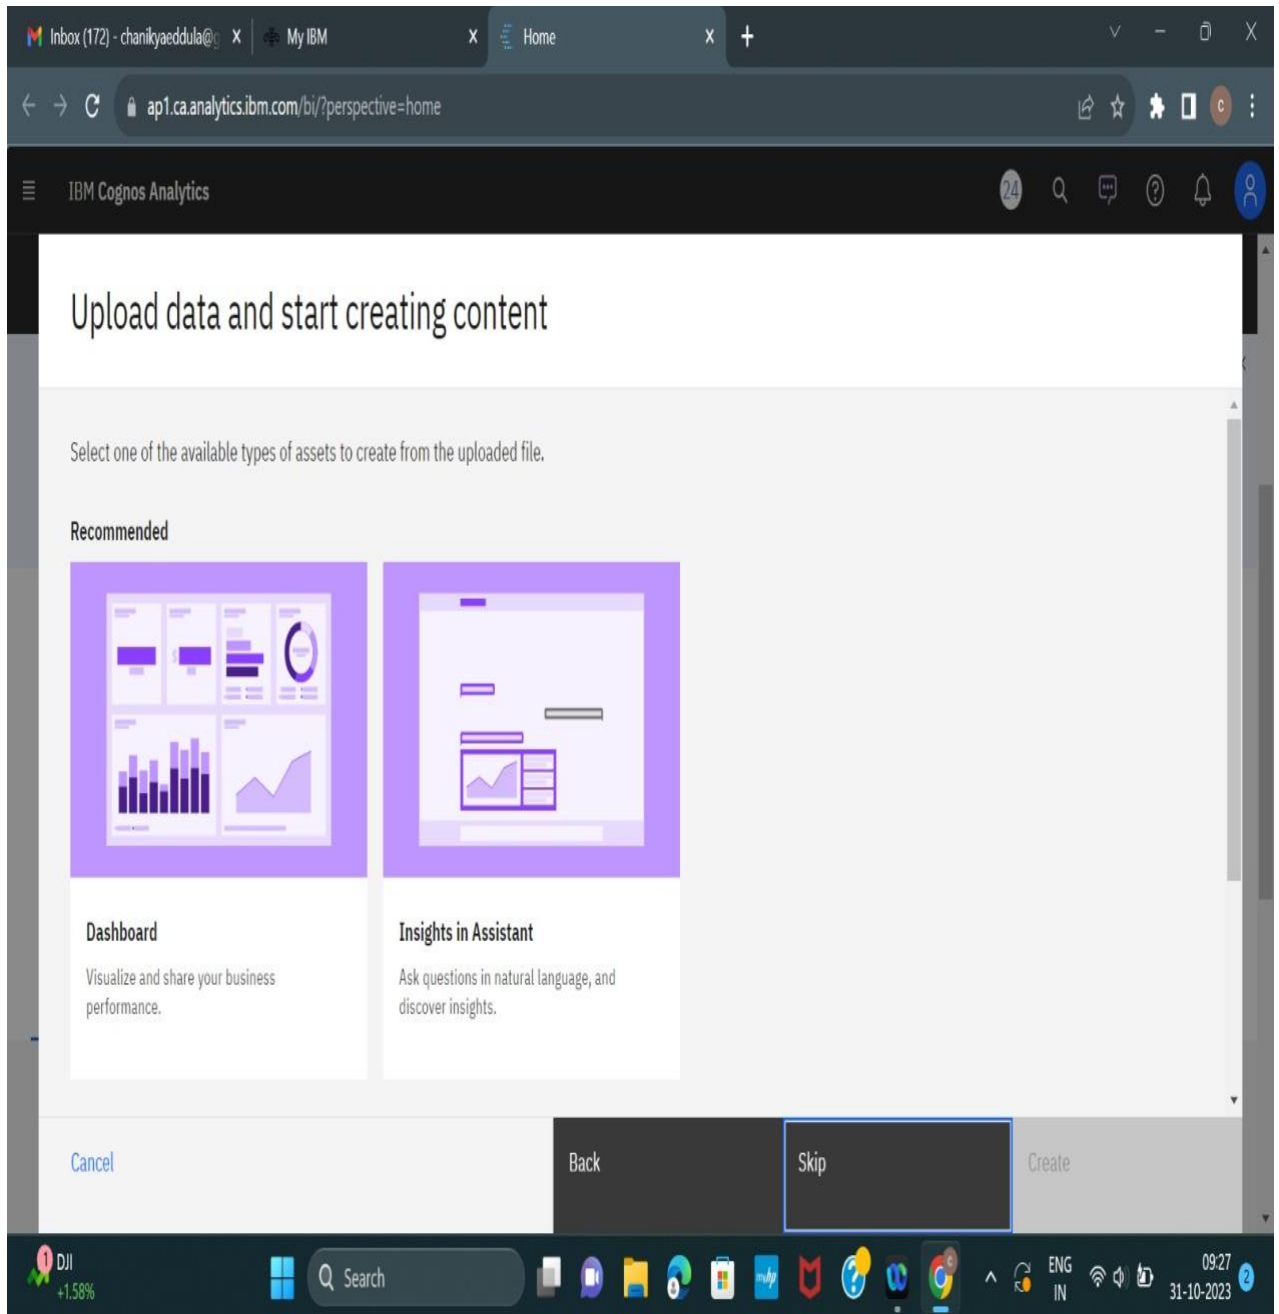 Inbox (172) - chanikyaeddula@g
My IBM
Home
ap1.ca.analytics.ibm.com/bi/?perspective=home
C
IBM Cognos Analytics
24
Upload data and start creating content
Select one of the available types of assets to create from the uploaded file.
Recommended
$
Dashboard
Visualize and share your business
performance.
Insights in Assistant
Ask questions in natural language, and
discover insights.
Cancel
Back
Skip
Create
1
DJI
+1.58%
Search
myhp
ENG
IN
09:27
31-10-2023
2